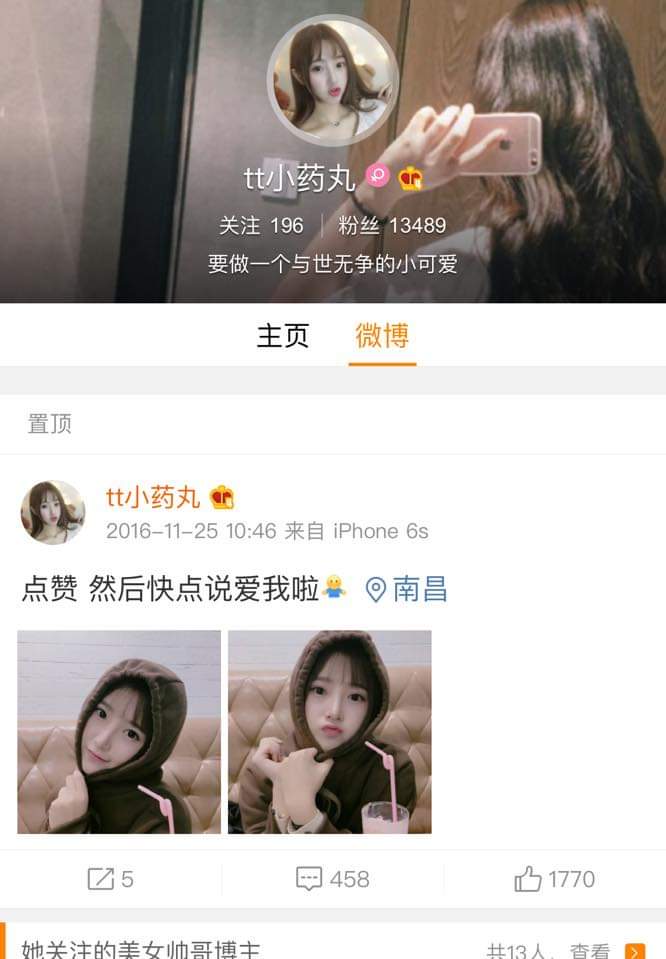 tt小药丸
关注 196 | 粉丝 13489
要做一个与世无争的小可爱
主页 微博
置顶
tt小药丸
2016-11-25 10:46 来自 iPhone 6s
点赞 然后快点说爱我啦 南昌
5 458 1770
她关注的美女帅哥博主 共13人，查看